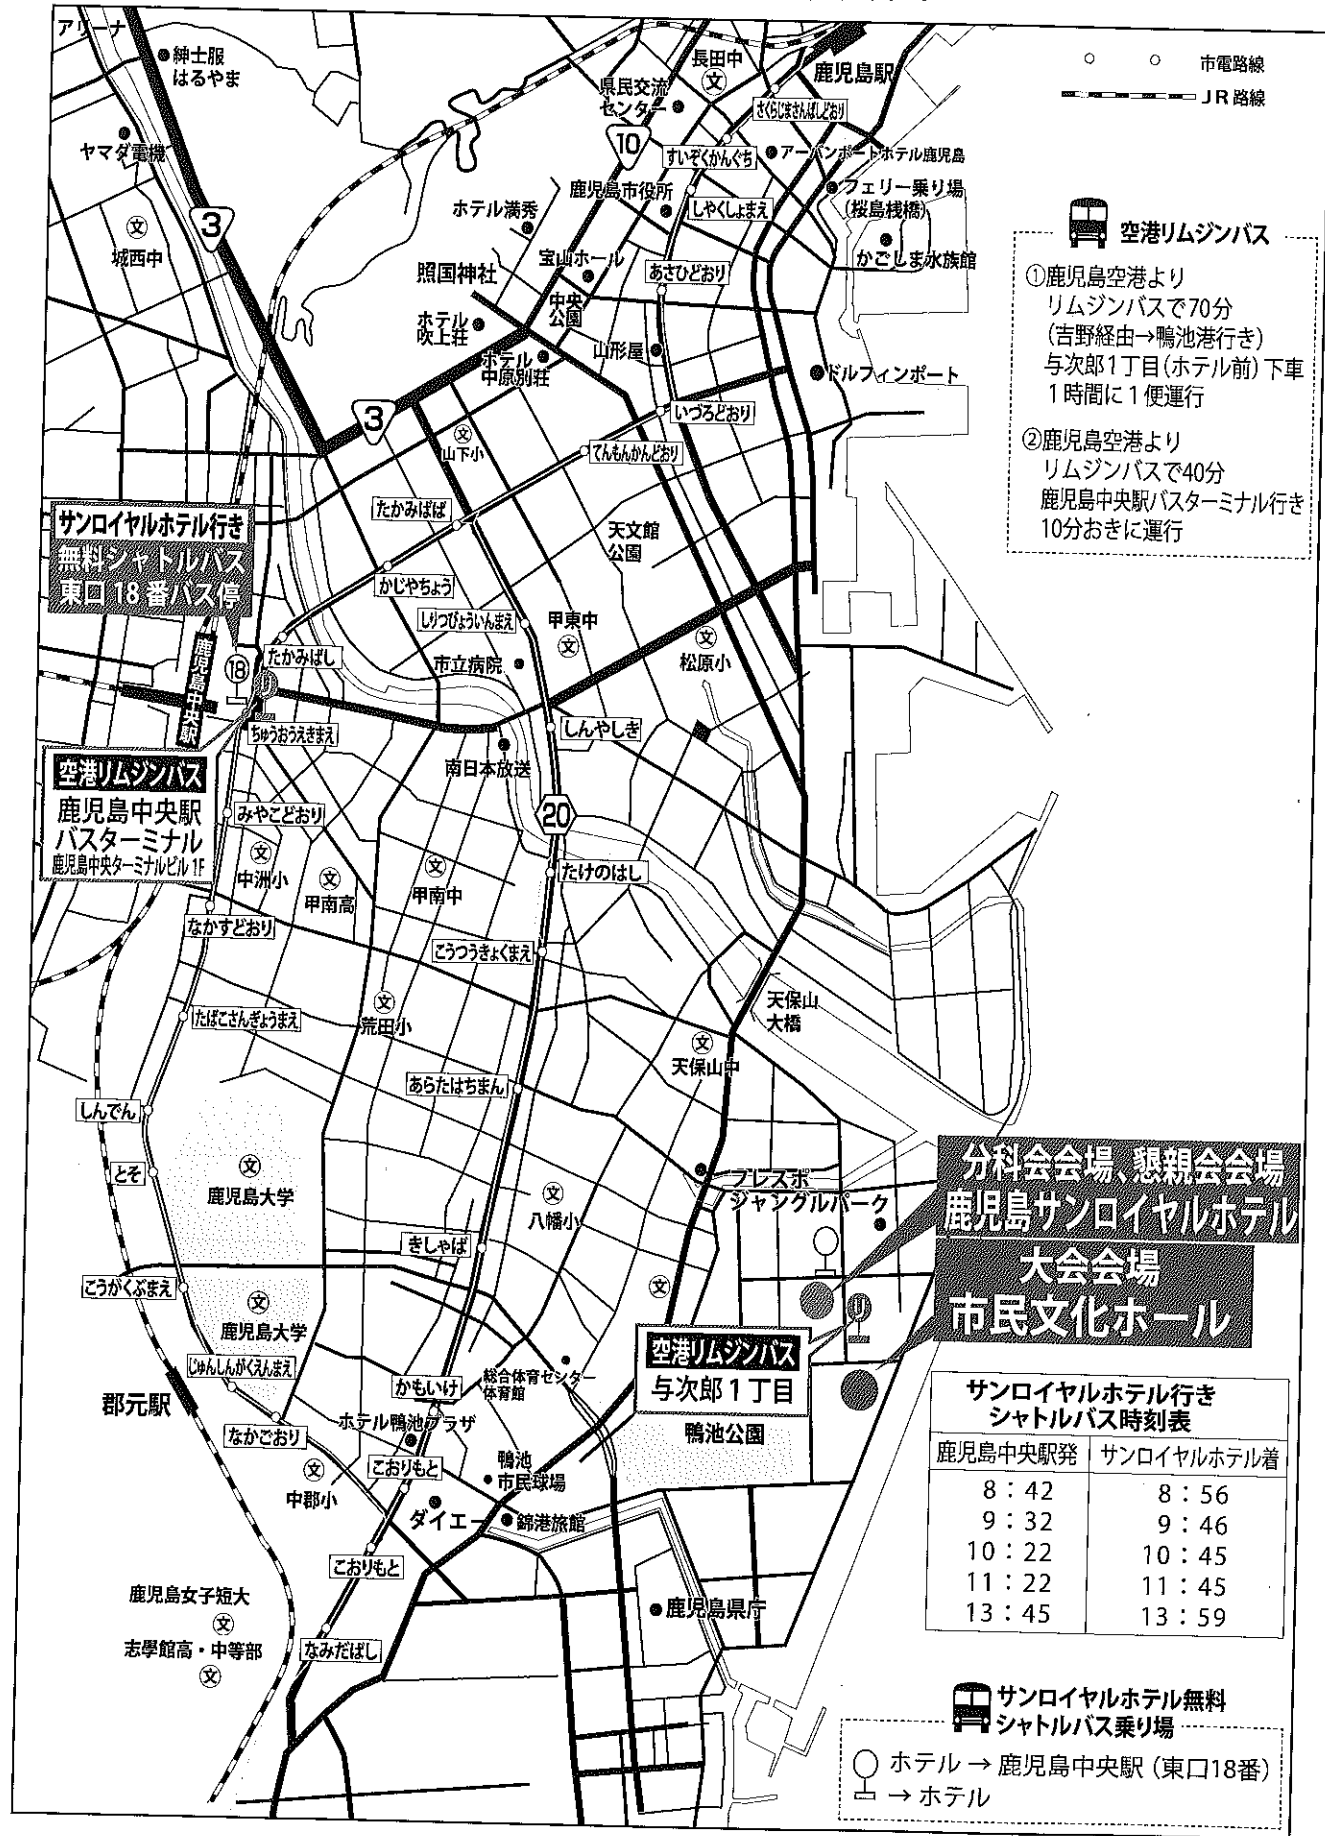 アリーナ
紳士服
はるやま
ヤマダ電機
3
文
城西中
長田中
文
鹿児島駅
県民交流
センター
さくらじまさんばしどおり
10
すいぞくかんぐち
アーバンポートホテル鹿児島
鹿児島市役所
しやくしょまえ
フェリー乗り場
(桜島桟橋)
かごしま水族館
ホテル満秀
宝山ホール
あさひどおり
照国神社
中央
公園
ホテル
吹上荘
山形屋
ホテル
中原別荘
ドルフィンポート
3
いづろどおり
文
山下小
てんもんかんどおり
たかみばば
天文館
公園
かじやちょう
市電路線
JR路線
空港リムジンバス
①鹿児島空港より
リムジンバスで70分
(吉野経由→鴨池港行き)
与次郎1丁目(ホテル前)下車
1時間に1便運行
②鹿児島空港より
リムジンバスで40分
鹿児島中央駅バスターミナル行き
10分おきに運行
サンロイヤルホテル行き
無料シャトルバス
東口18番バス停
しりつびょういんまえ
甲東中
文
文
松原小
鹿児島中央駅
18
リ
たかみばし
市立病院
ちゅうおうえきまえ
しんやしき
南日本放送
空港リムジンバス
鹿児島中央駅
バスターミナル
鹿児島中央ターミナルビル1F
みやこどおり
20
文
中洲小
文
甲南高
文
甲南中
たけのはし
なかすどおり
こうつうきょくまえ
たばこさんぎょうまえ
文
荒田小
天保山
大橋
文
天保山中
あらたはちまん
しんでん
とそ
文
鹿児島大学
文
八幡小
フレスポ
ジャングルパーク
きしゃば
こうがくぶまえ
文
鹿児島大学
文
分科会会場、懇親会会場
鹿児島サンロイヤルホテル
大会会場
市民文化ホール
リ
空港リムジンバス
与次郎1丁目
じゅんしんがくえんまえ
郡元駅
かもいけ
総合体育センター
体育館
なかごおり
ホテル鴨池プラザ
鴨池公園
こおりもと
鴨池
市民球場
文
中郡小
ダイエー
錦港旅館
こおりもと
鹿児島女子短大
文
志學館高・中等部
文
なみだばし
鹿児島県庁
サンロイヤルホテル行き
シャトルバス時刻表
鹿児島中央駅発 サンロイヤルホテル着
8:42 8:56
9:32 9:46
10:22 10:45
11:22 11:45
13:45 13:59
サンロイヤルホテル無料
シャトルバス乗り場
ホテル → 鹿児島中央駅(東口18番)
→ ホテル